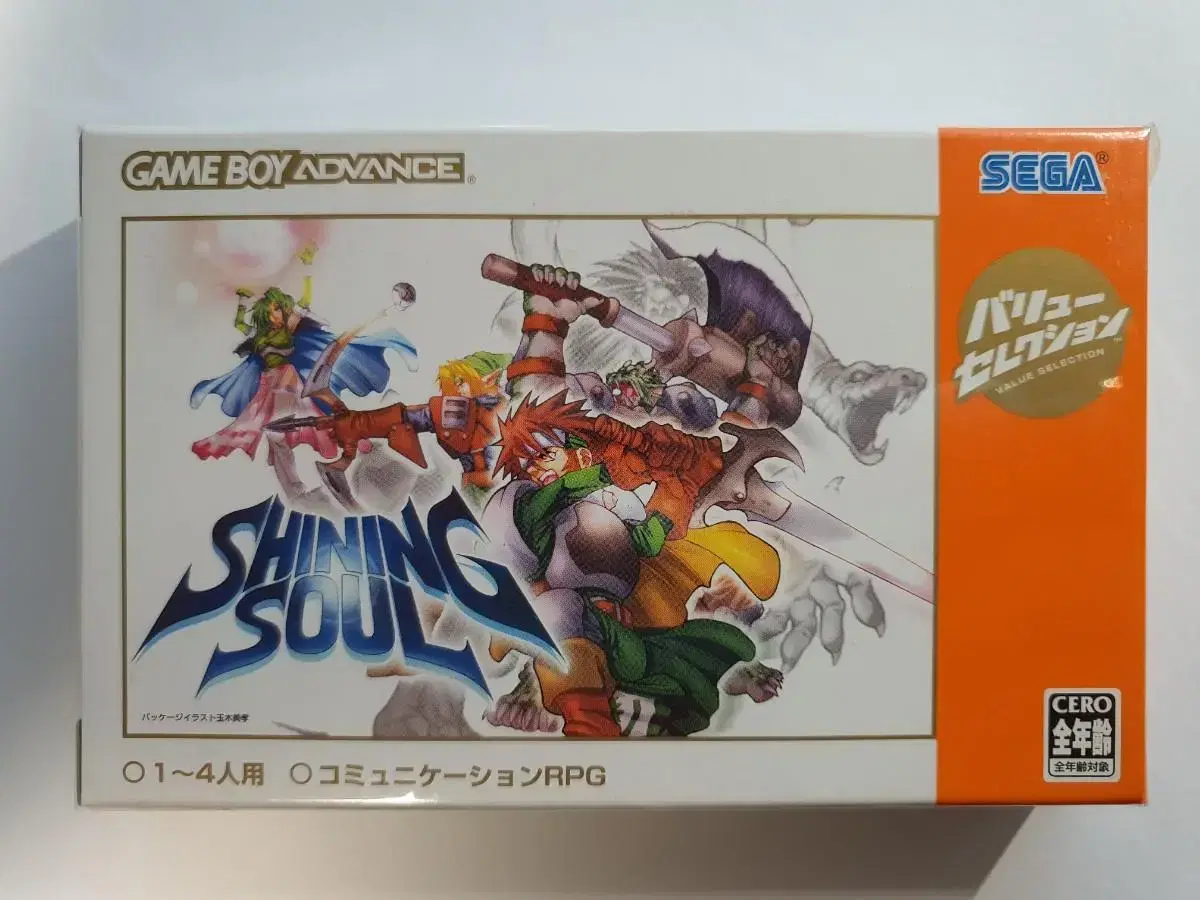 GAME BOY ADVANCE®
SEGA®
バリュー
セレクション™
VALUE SELECTION
SHINING
SOUL
パッケージイラスト玉木美孝
○1〜4人用 ○コミュニケーションRPG
CERO
全年齢
全年齢対象